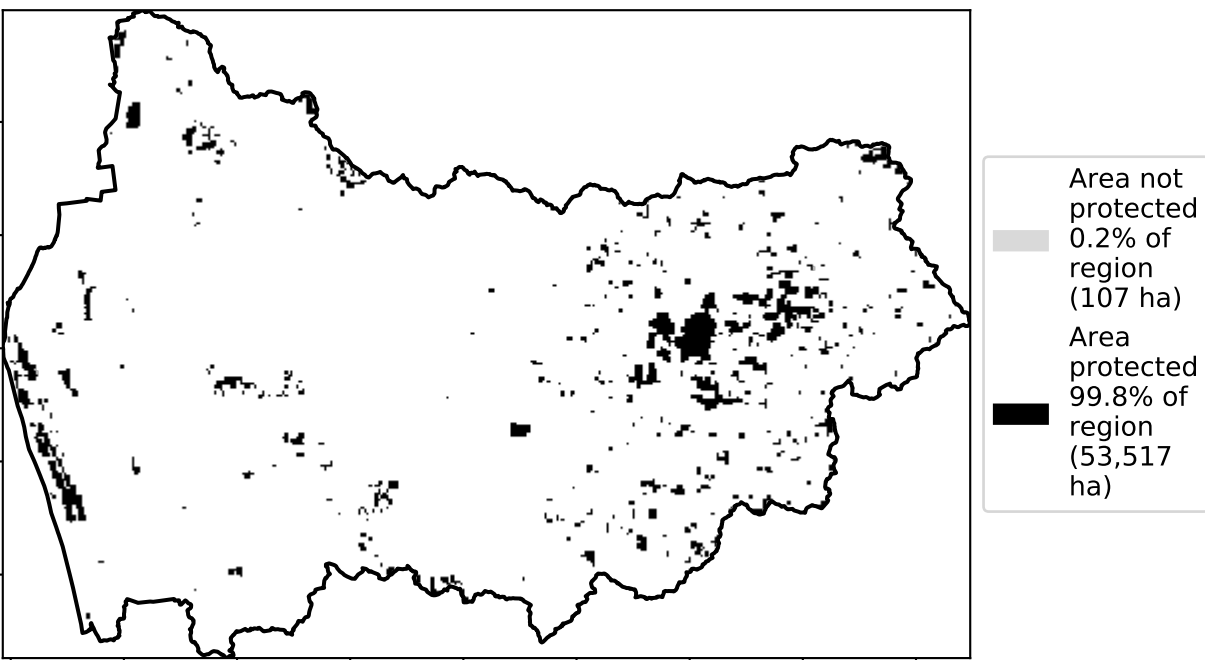 Area not
protected
0.2% of
region
(107 ha)
Area
protected
99.8% of
region
(53,517
ha)